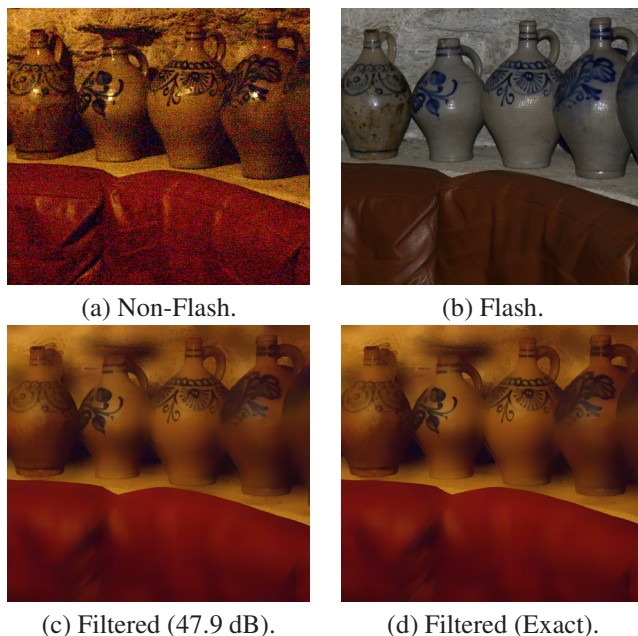 (a) Non-Flash.
(b) Flash.
(c) Filtered (47.9 dB).
(d) Filtered (Exact).